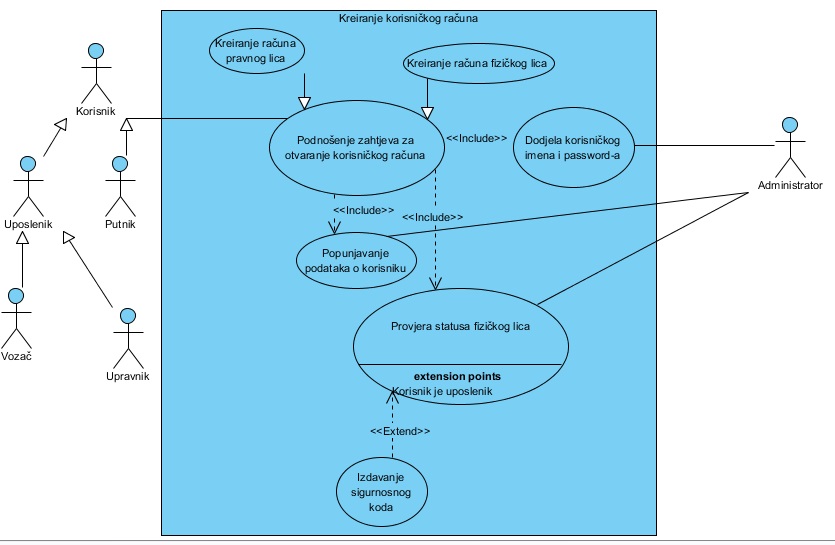 Kreiranje korisničkog računa
Kreiranje računa
pravnog lica
Kreiranje računa fizičkog lica
Korisnik
Podnošenje zahtjeva za
otvaranje korisničkog računa
<<Include>>
Dodjela korisničkog
imena i password-a
Administrator
Uposlenik
Putnik
<<Include>>
<<Include>>
Popunjavanje
podataka o korisniku
Provjera statusa fizičkog lica
Vozač
Upravnik
extension points
Korisnik je uposlenik
<<Extend>>
Izdavanje
sigurnosnog
koda